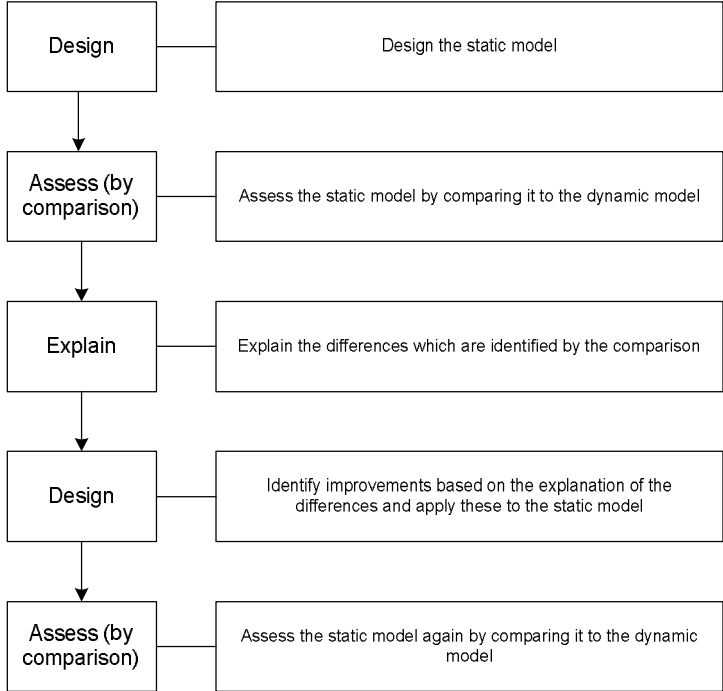 Design
Design the static model
Assess (by
comparison)
Assess the static model by comparing it to the dynamic model
Explain
Explain the differences which are identified by the comparison
Design
Identify improvements based on the explanation of the
differences and apply these to the static model
Assess (by
comparison)
Assess the static model again by comparing it to the dynamic
model